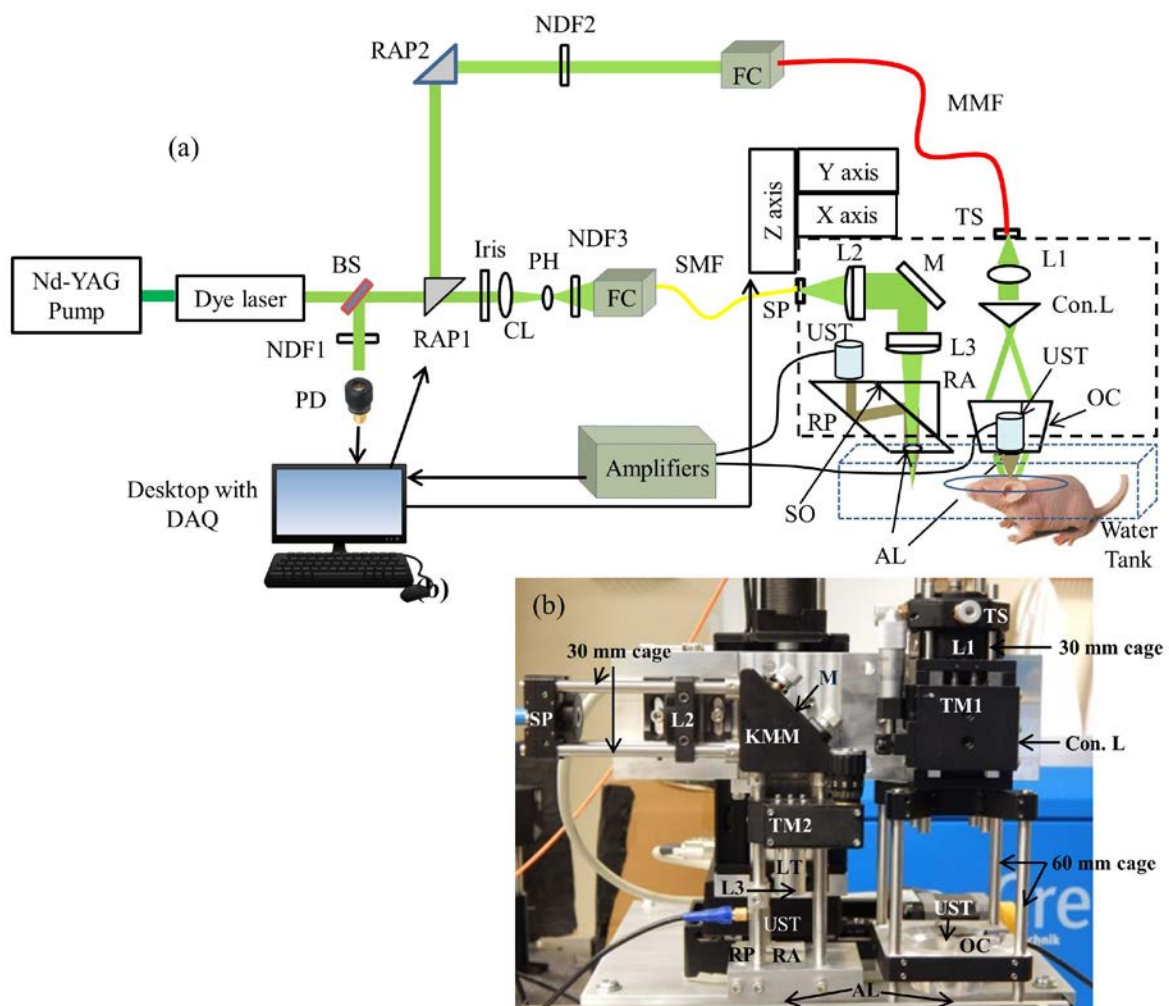 NDF2
RAP2
FC
MMF
(a)
Y axis
Z axis
X axis
TS
Iris
NDF3
PH
L2
M
L1
Nd-YAG
Pump
Dye laser
BS
SMF
FC
SP
Con.L
CL
RAP1
UST
L3
UST
NDF1
RA
OC
PD
RP
Amplifiers
Desktop with
DAQ
SO
AL
Water
Tank
(b)
(b)
TS
30 mm cage
L1
30 mm cage
M
SP
L2
TM1
KMM
Con. L
TM2
LT
60 mm cage
L3
UST
UST
re
OC
technik
RP
RA
AL